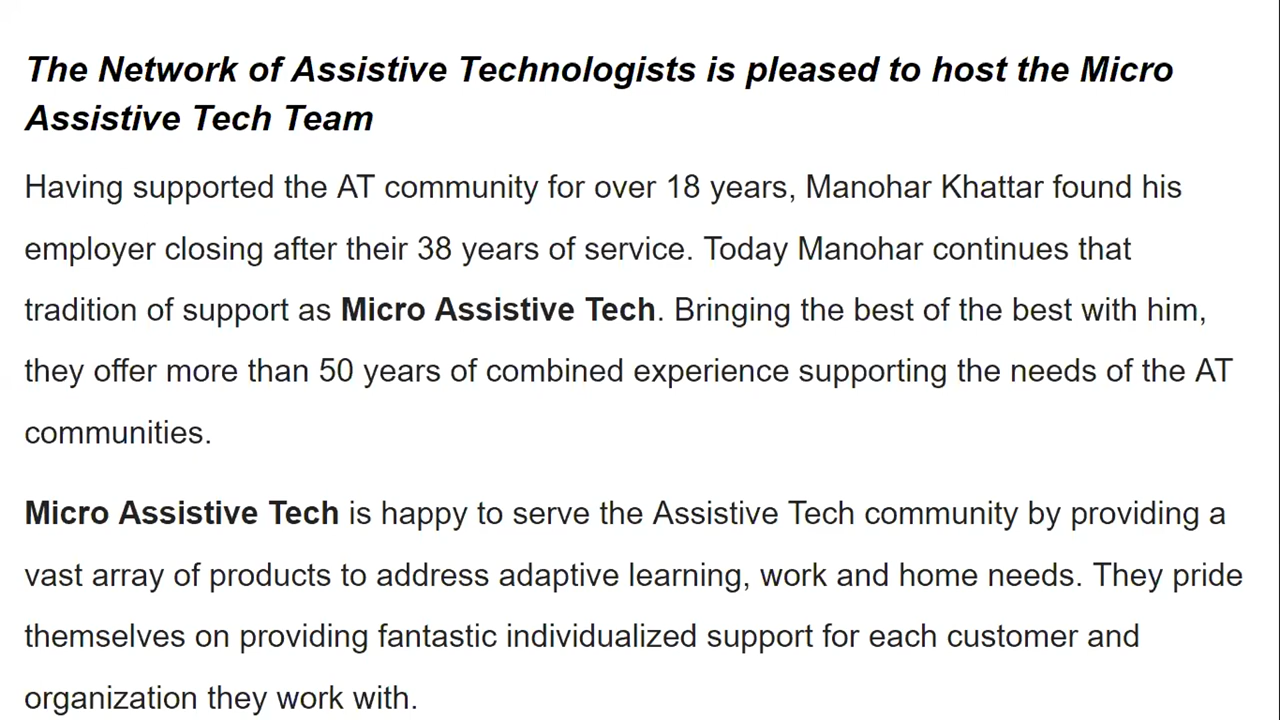 The Network of Assistive Technologists is pleased to host the Micro
Assistive Tech Team
Having supported the AT community for over 18 years, Manohar Khattar found his
employer closing after their 38 years of service. Today Manohar continues that
tradition of support as Micro Assistive Tech. Bringing the best of the best with him,
they offer more than 50 years of combined experience supporting the needs of the AT
communities.
Micro Assistive Tech is happy to serve the Assistive Tech community by providing a
vast array of products to address adaptive learning, work and home needs. They pride
themselves on providing fantastic individualized support for each customer and
organization they work with.